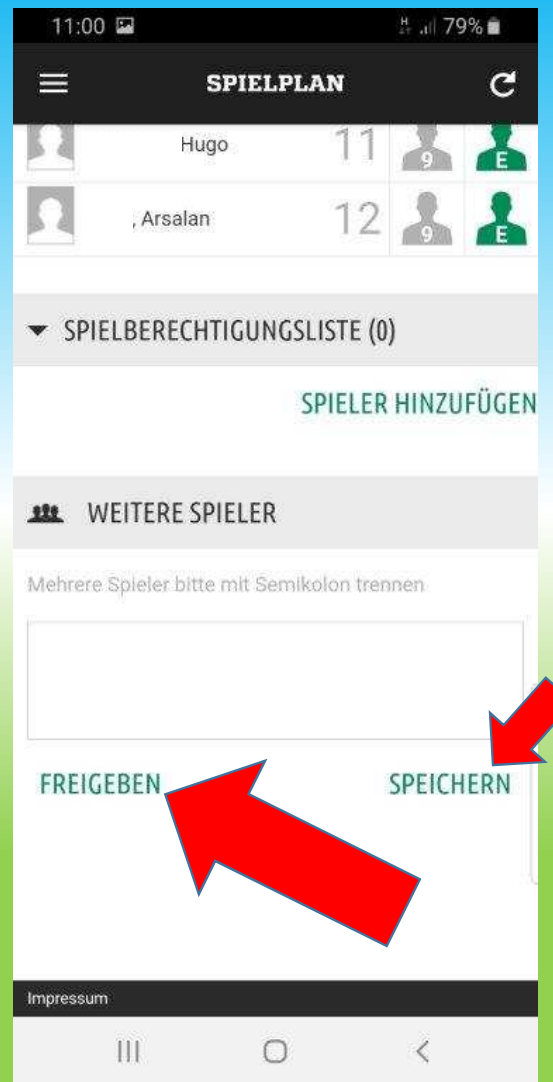 11:00 79%
SPIELPLAN
Hugo 11 9 E
, Arsalan 12 9 E
SPIELBERECHTIGUNGSLISTE (0)
SPIELER HINZUFÜGEN
WEITERE SPIELER
Mehrere Spieler bitte mit Semikolon trennen
FREIGEBEN SPEICHERN
Impressum